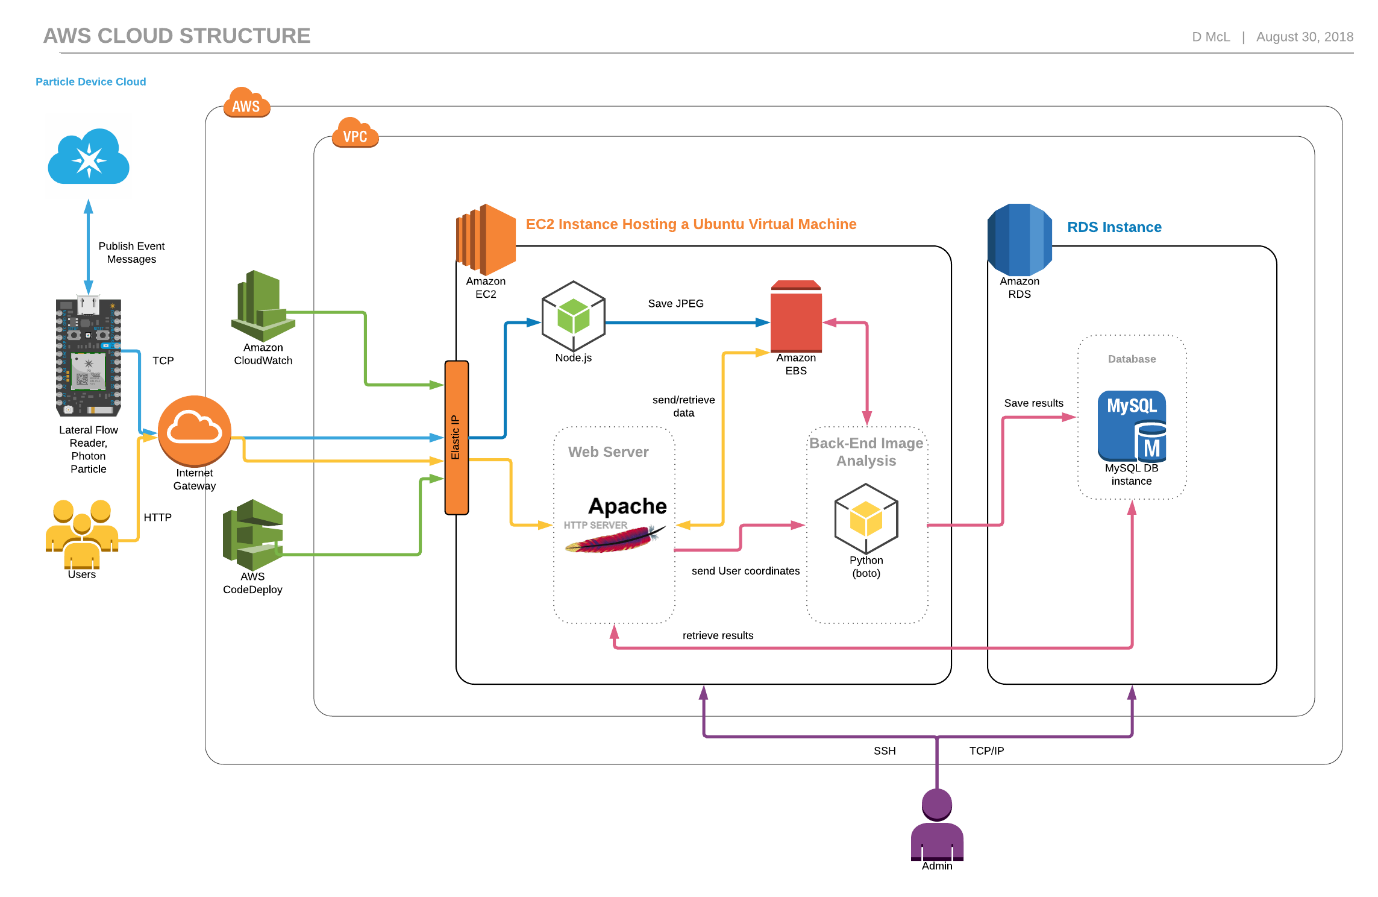 AWS CLOUD STRUCTURE
D McL | August 30, 2018
Particle Device Cloud
AWS
VPC
EC2 Instance Hosting a Ubuntu Virtual Machine
RDS Instance
Publish Event
Messages
Amazon
EC2
Amazon
RDS
Save JPEG
Amazon
CloudWatch
Node.js
Amazon
EBS
TCP
Database
send/retrieve
data
Save results
MySQL
M
MySQL DB
instance
Elastic IP
Lateral Flow
Reader,
Photon
Particle
Internet
Gateway
Web Server
Back-End Image
Analysis
Apache
HTTP SERVER
HTTP
Users
Python
(boto)
send User coordinates
AWS
CodeDeploy
retrieve results
SSH
TCP/IP
Admin